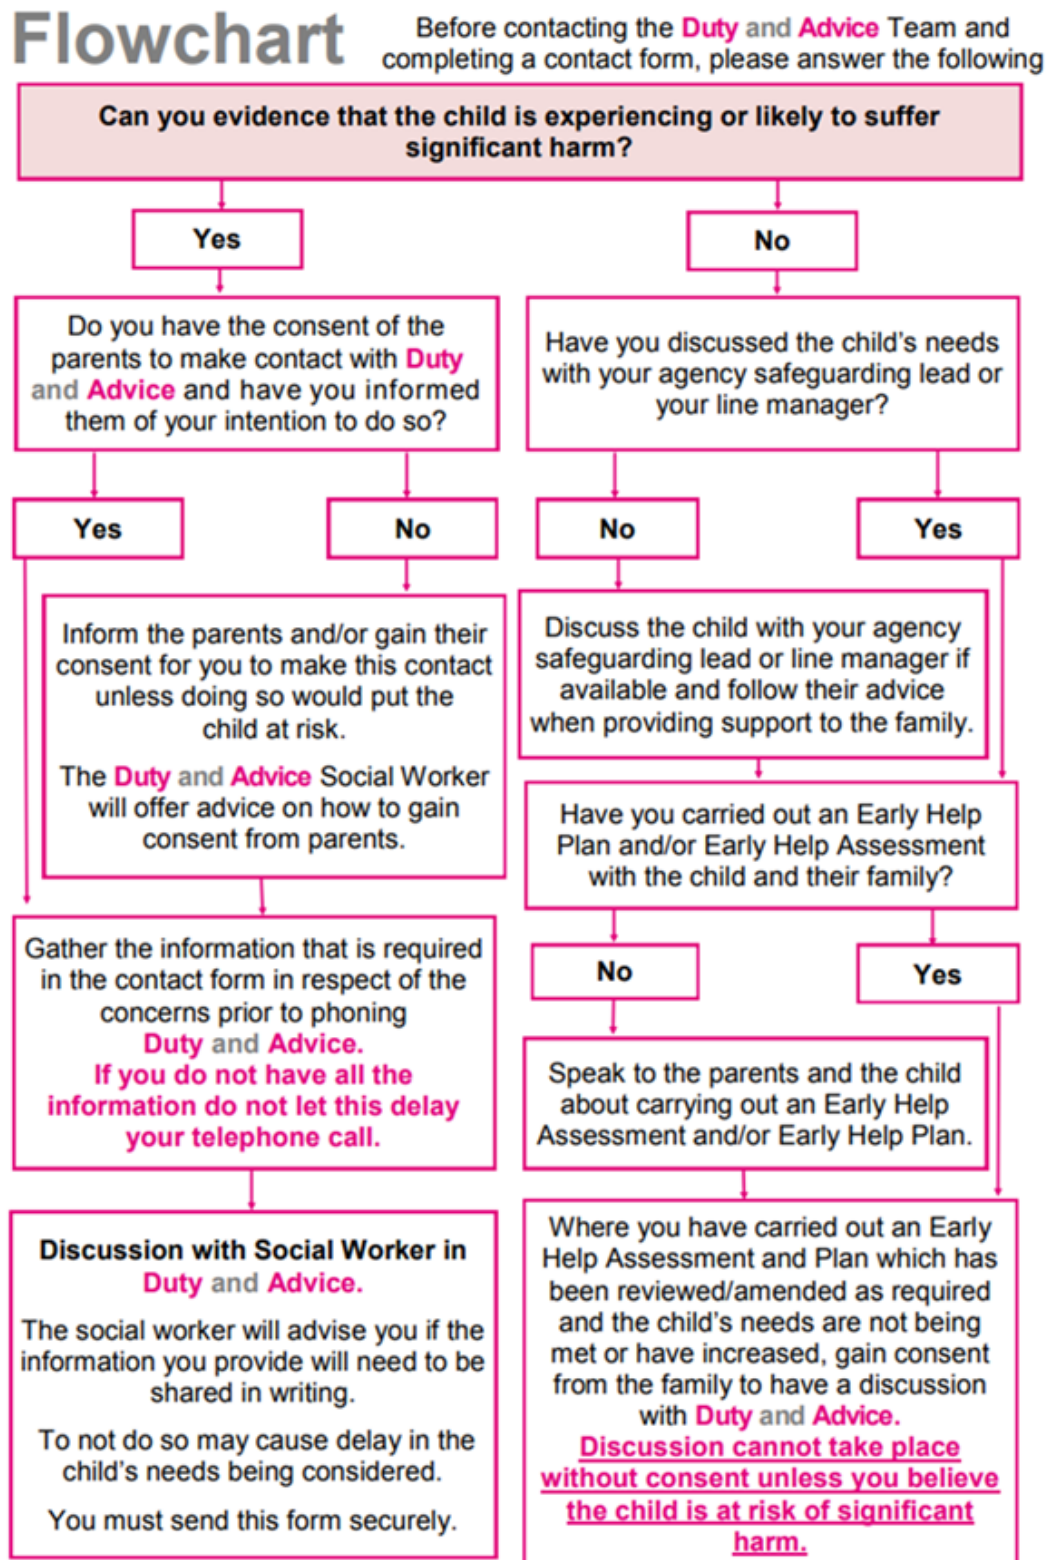 Flowchart
Before contacting the Duty and Advice Team and
completing a contact form, please answer the following
Can you evidence that the child is experiencing or likely to suffer
significant harm?
Yes
No
Do you have the consent of the
parents to make contact with Duty
and Advice and have you informed
them of your intention to do so?
Have you discussed the child's needs
with your agency safeguarding lead or
your line manager?
Yes
No
No
Yes
Inform the parents and/or gain their
consent for you to make this contact
unless doing so would put the
child at risk.
The Duty and Advice Social Worker
will offer advice on how to gain
consent from parents.
Discuss the child with your agency
safeguarding lead or line manager if
available and follow their advice
when providing support to the family.
Have you carried out an Early Help
Plan and/or Early Help Assessment
with the child and their family?
Gather the information that is required
in the contact form in respect of the
concerns prior to phoning
Duty and Advice.
If you do not have all the
information do not let this delay
your telephone call.
No
Yes
Speak to the parents and the child
about carrying out an Early Help
Assessment and/or Early Help Plan.
Discussion with Social Worker in
Duty and Advice.
The social worker will advise you if the
information you provide will need to be
shared in writing.
To not do so may cause delay in the
child's needs being considered.
You must send this form securely.
Where you have carried out an Early
Help Assessment and Plan which has
been reviewed/amended as required
and the child's needs are not being
met or have increased, gain consent
from the family to have a discussion
with Duty and Advice.
Discussion cannot take place
without consent unless you believe
the child is at risk of significant
harm.